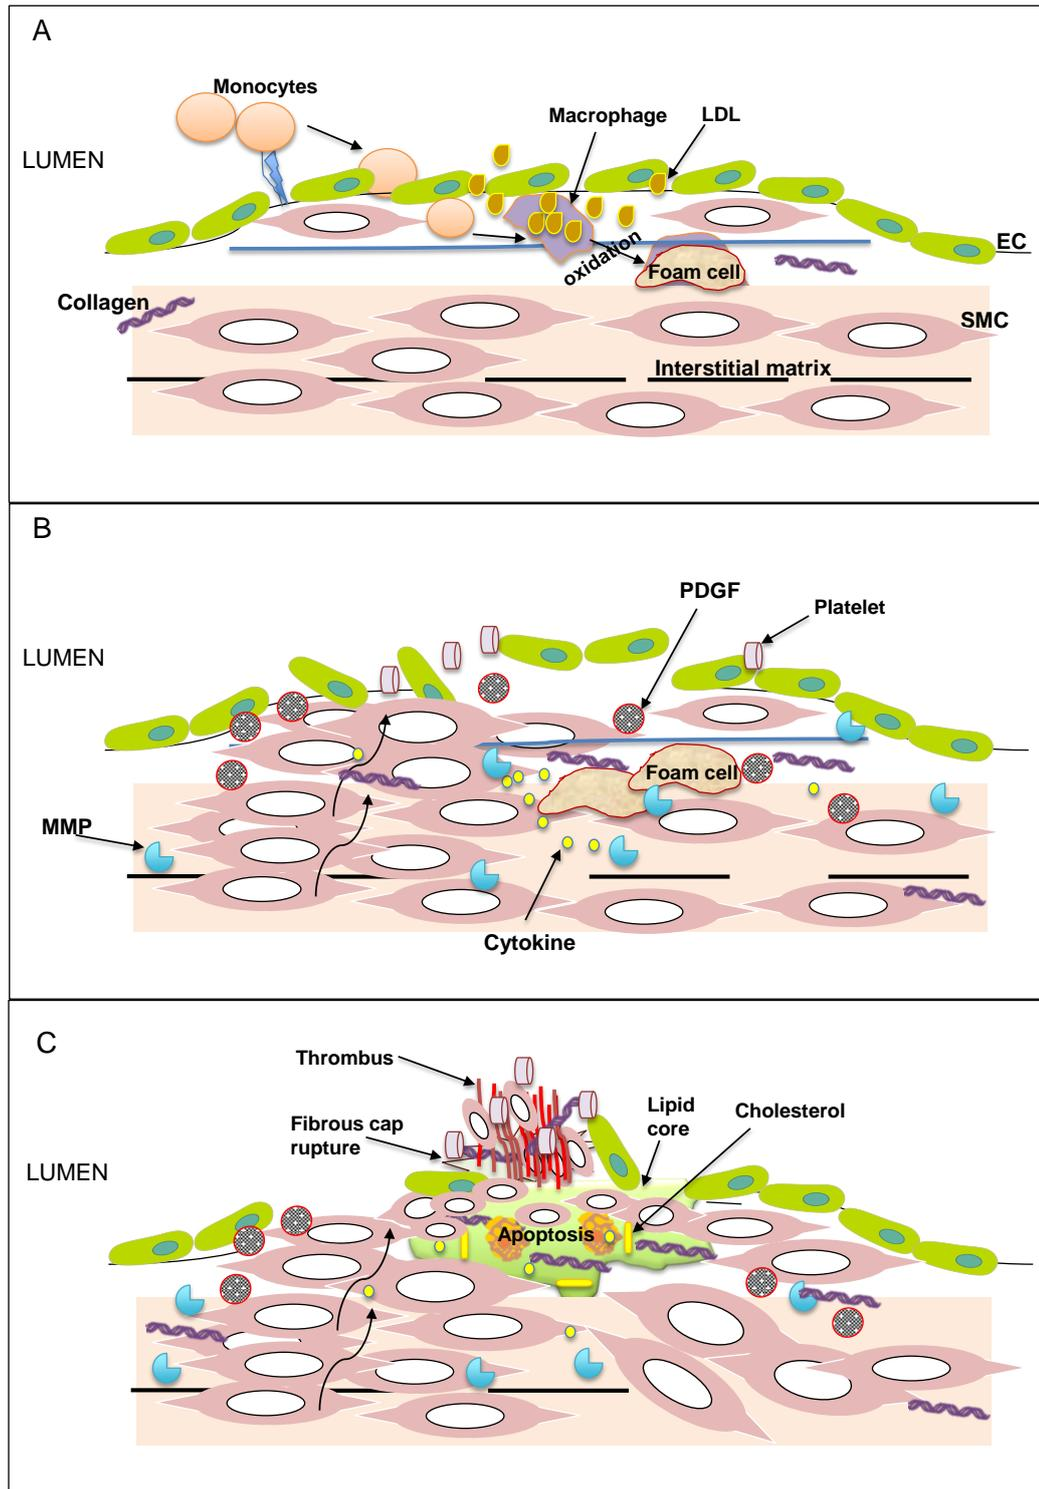 A
Monocytes
Macrophage
LDL
LUMEN
EC
oxidation
Foam cell
Collagen
SMC
Interstitial matrix
B
PDGF
Platelet
LUMEN
Foam cell
MMP
Cytokine
C
Thrombus
Lipid
core
Cholesterol
Fibrous cap
rupture
LUMEN
Apoptosis